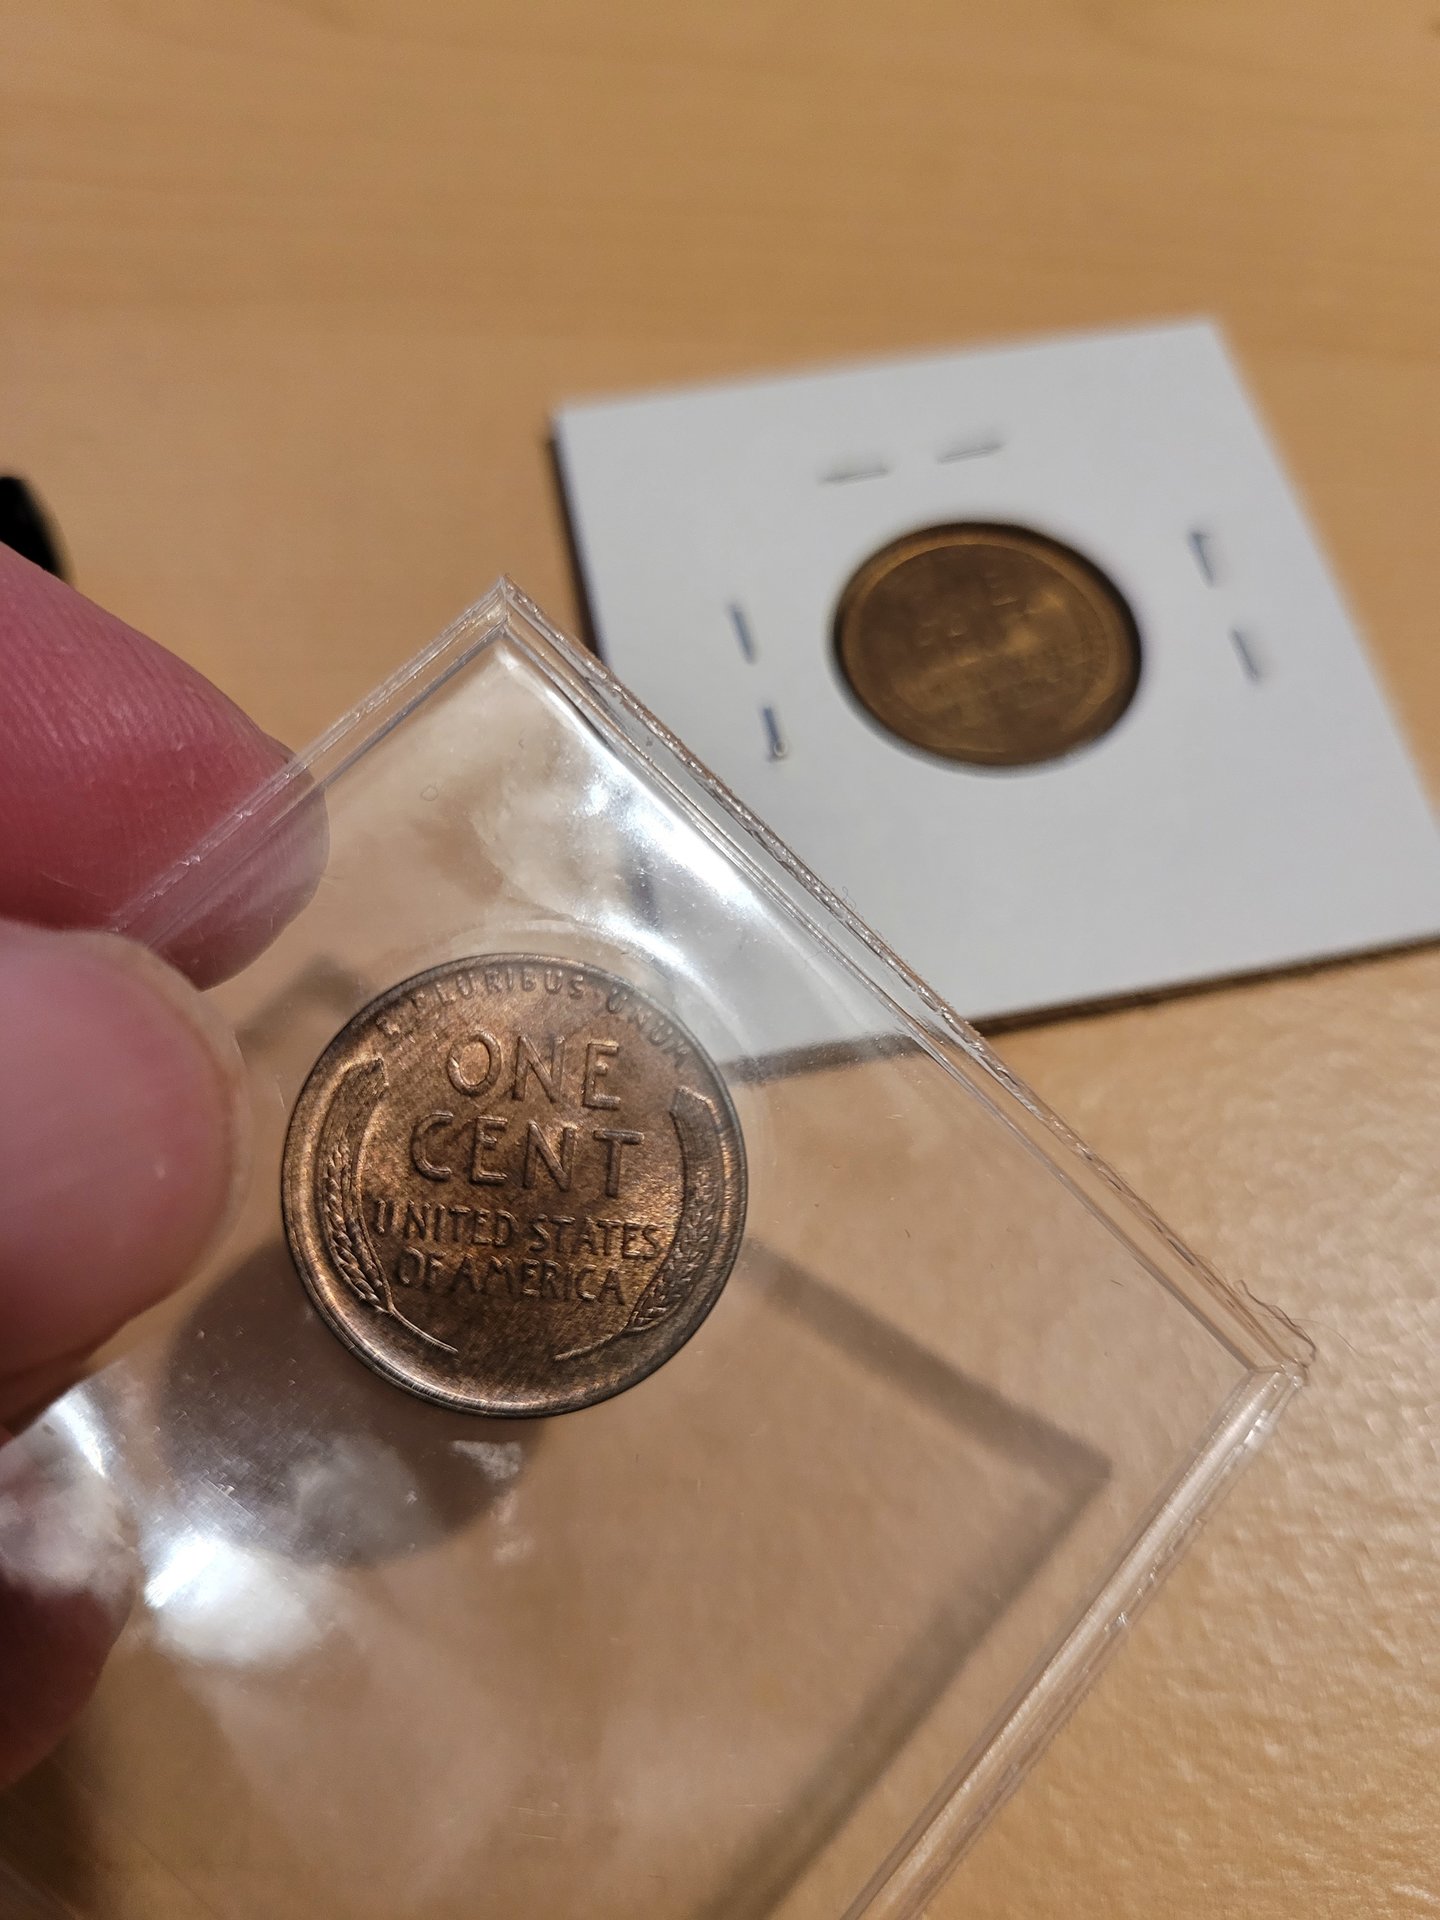 E PLURIBUS UNUM
ONE
CENT
UNITED STATES
OF AMERICA